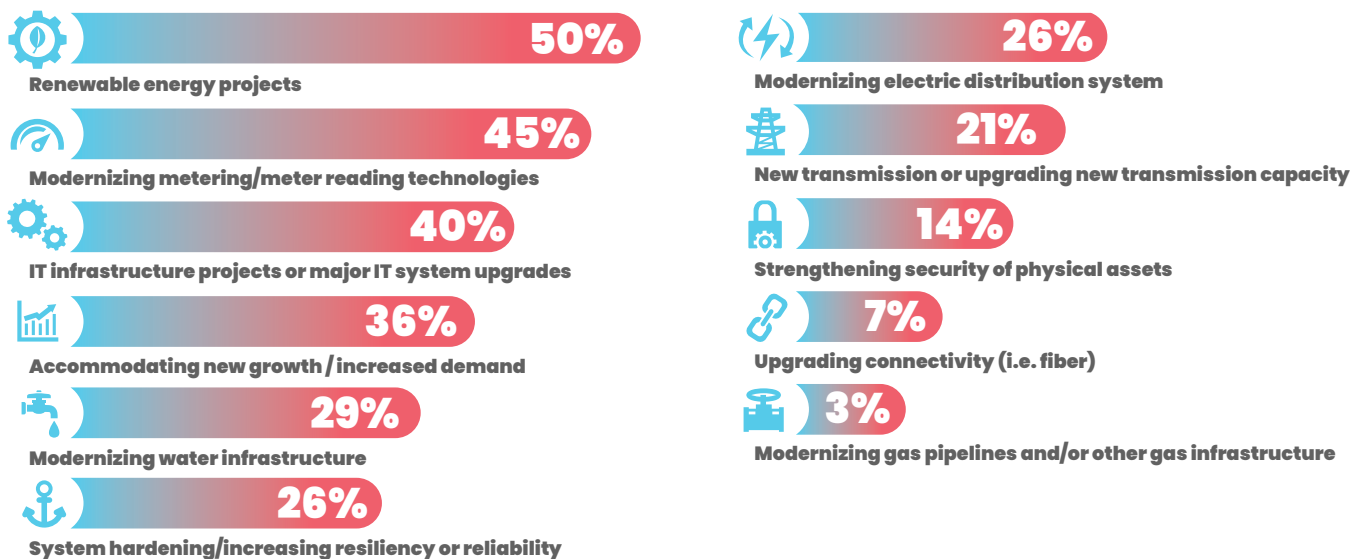 50%
Renewable energy projects
45%
Modernizing metering/meter reading technologies
40%
IT infrastructure projects or major IT system upgrades
36%
Accommodating new growth / increased demand
29%
Modernizing water infrastructure
26%
System hardening/increasing resiliency or reliability
26%
Modernizing electric distribution system
21%
New transmission or upgrading new transmission capacity
14%
Strengthening security of physical assets
7%
Upgrading connectivity (i.e. fiber)
3%
Modernizing gas pipelines and/or other gas infrastructure